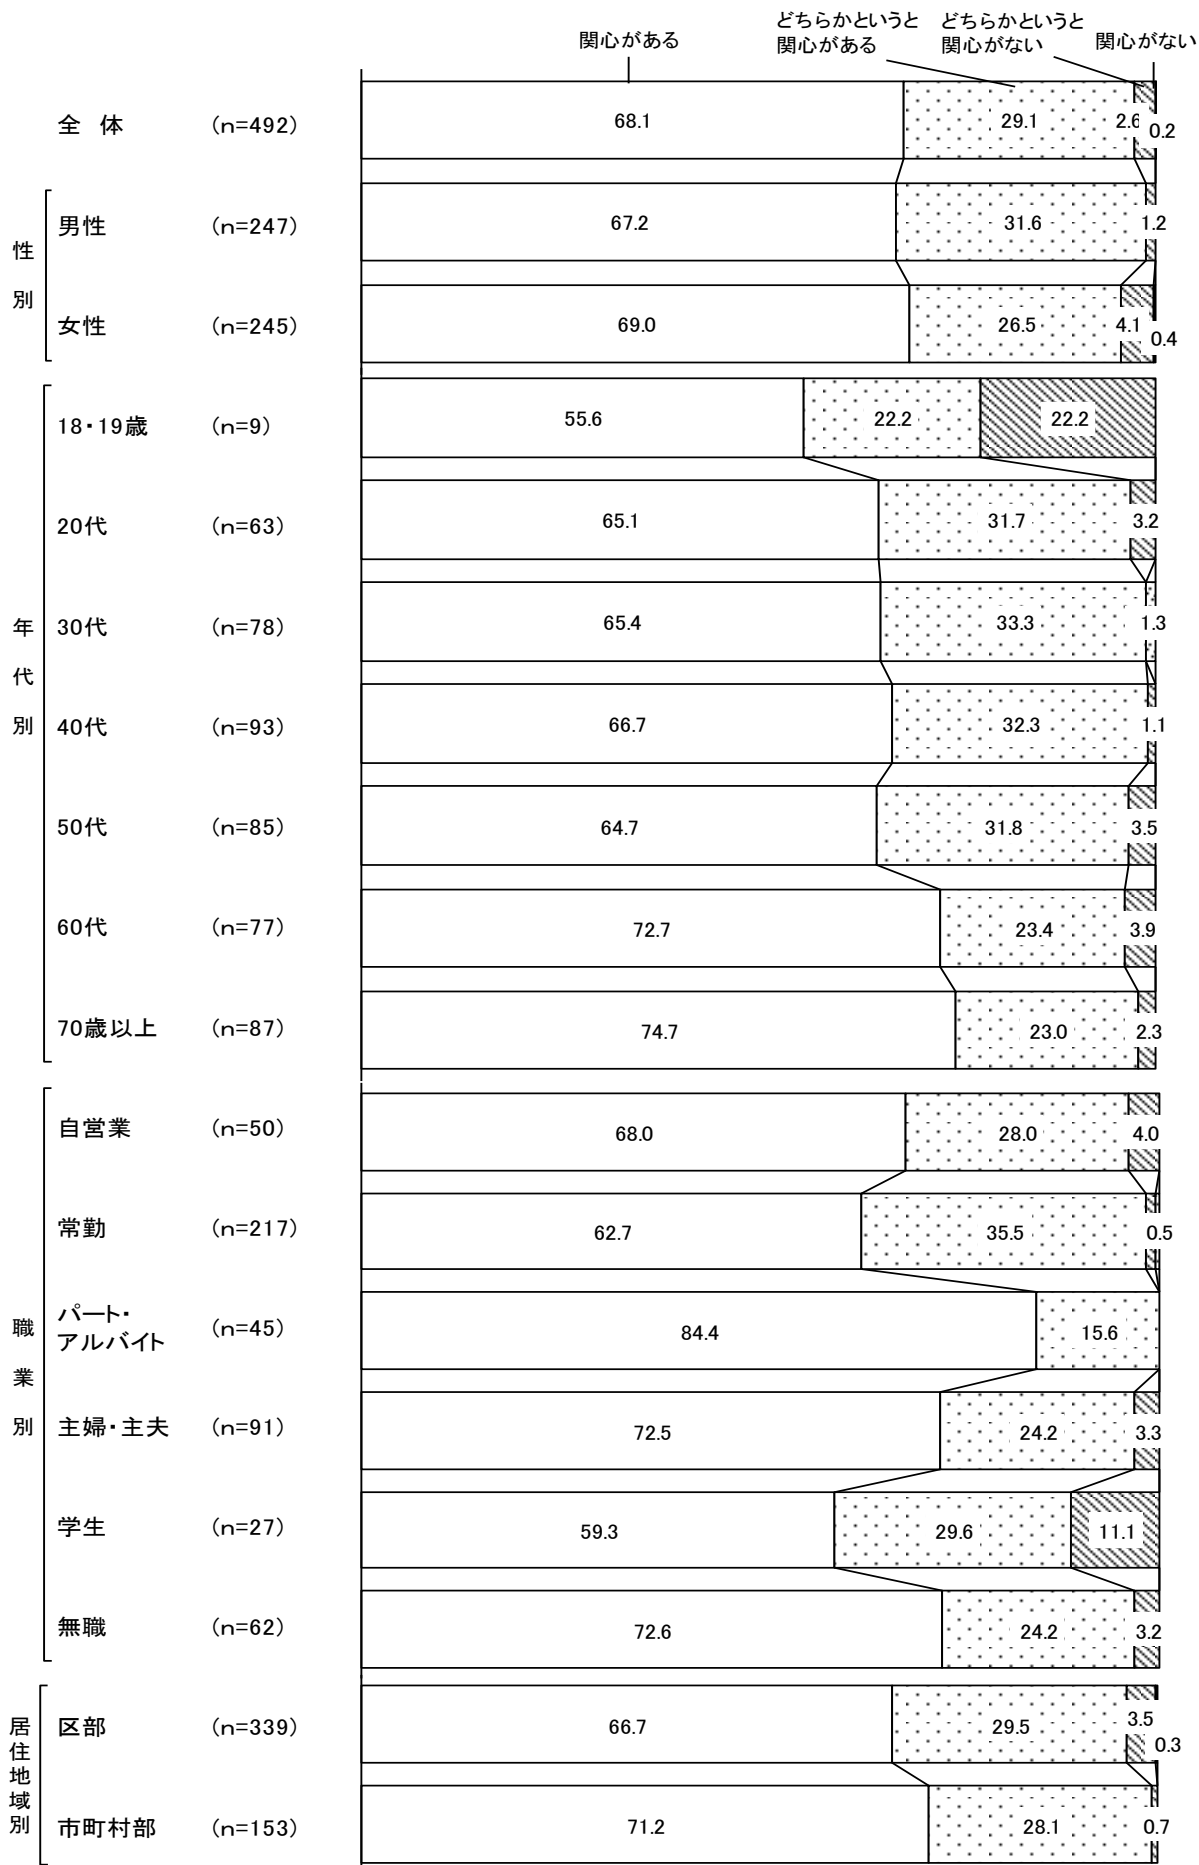 どちらかというと どちらかというと
関心がある 関心がある 関心がない 関心がない
全 体 (n=492) 68.1 29.1 2.6 0.2
性別
男性 (n=247) 67.2 31.6 1.2
女性 (n=245) 69.0 26.5 4.1 0.4
年代別
18・19歳 (n=9) 55.6 22.2 22.2
20代 (n=63) 65.1 31.7 3.2
30代 (n=78) 65.4 33.3 1.3
40代 (n=93) 66.7 32.3 1.1
50代 (n=85) 64.7 31.8 3.5
60代 (n=77) 72.7 23.4 3.9
70歳以上 (n=87) 74.7 23.0 2.3
職業別
自営業 (n=50) 68.0 28.0 4.0
常勤 (n=217) 62.7 35.5 0.5
パート・
アルバイト (n=45) 84.4 15.6
主婦・主夫 (n=91) 72.5 24.2 3.3
学生 (n=27) 59.3 29.6 11.1
無職 (n=62) 72.6 24.2 3.2
居住地域別
区部 (n=339) 66.7 29.5 3.5 0.3
市町村部 (n=153) 71.2 28.1 0.7